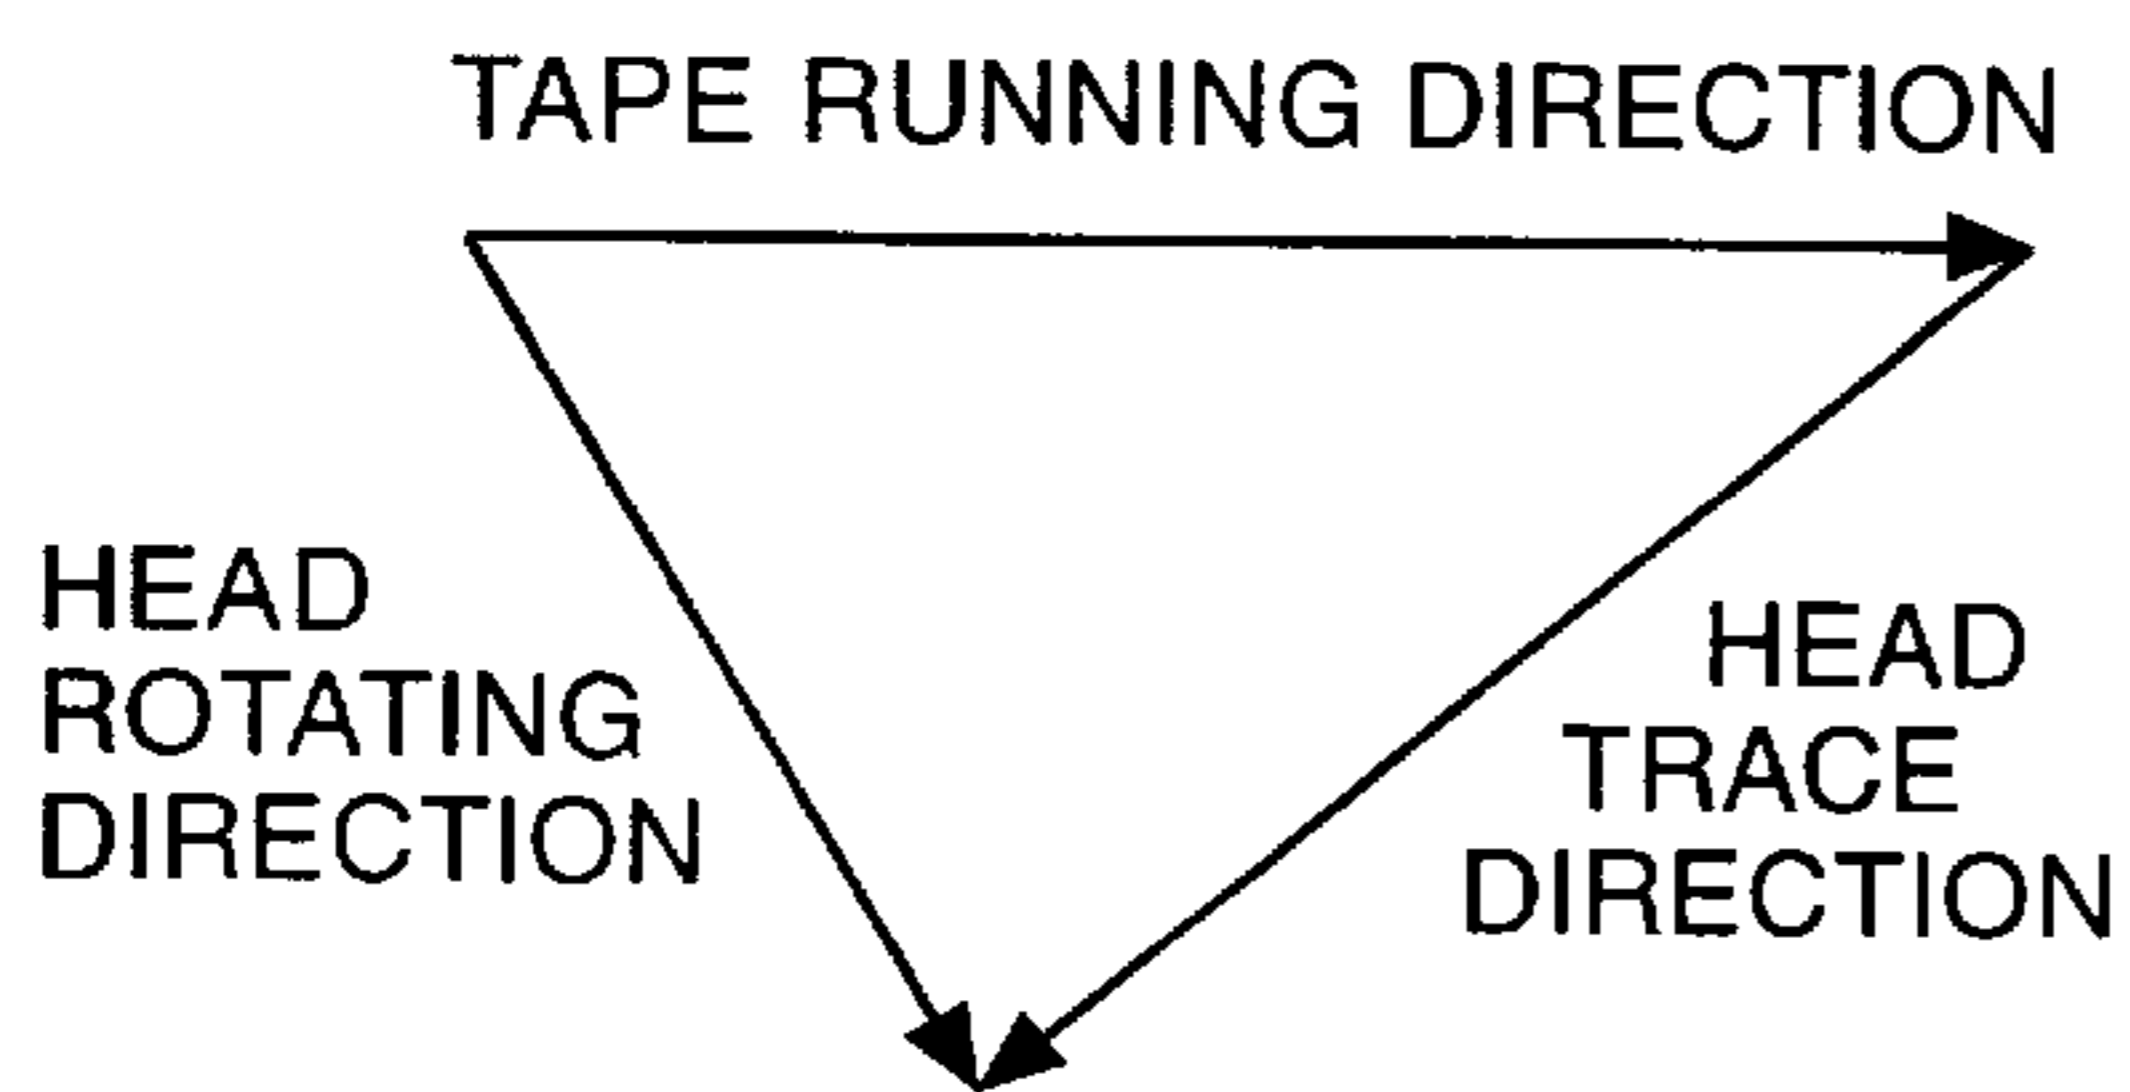 TAPE RUNNING DIRECTION
HEAD
ROTATING
DIRECTION
HEAD
TRACE
DIRECTION